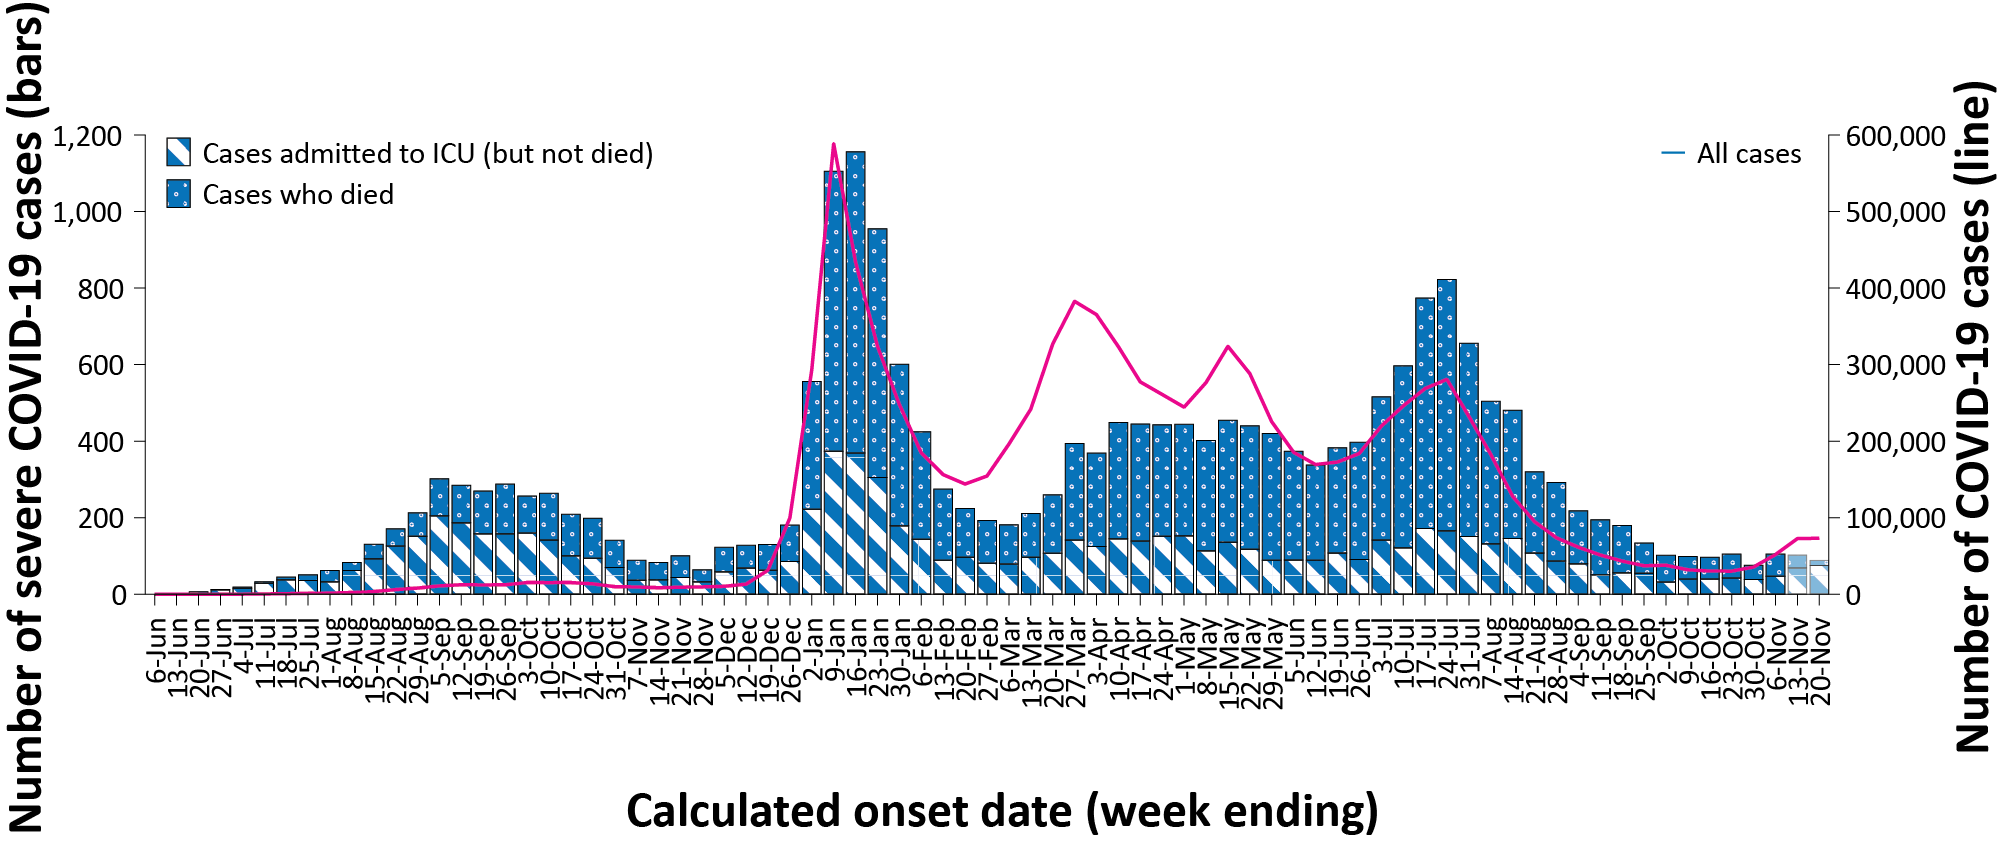 Number of severe COVID-19 cases (bars)
1,200
1,000
800
600
400
200
0
Cases admitted to ICU (but not died)
Cases who died
All cases
600,000
500,000
400,000
300,000
200,000
100,000
0
Number of COVID-19 cases (line)
6-Jun
13-Jun
20-Jun
27-Jun
4-Jul
11-Jul
18-Jul
25-Jul
1-Aug
8-Aug
15-Aug
22-Aug
29-Aug
5-Sep
12-Sep
19-Sep
26-Sep
3-Oct
10-Oct
17-Oct
24-Oct
31-Oct
7-Nov
14-Nov
21-Nov
28-Nov
5-Dec
12-Dec
19-Dec
26-Dec
2-Jan
9-Jan
16-Jan
23-Jan
30-Jan
6-Feb
13-Feb
20-Feb
27-Feb
6-Mar
13-Mar
20-Mar
27-Mar
3-Apr
10-Apr
17-Apr
24-Apr
1-May
8-May
15-May
22-May
29-May
5-Jun
12-Jun
19-Jun
26-Jun
3-Jul
10-Jul
17-Jul
24-Jul
31-Jul
7-Aug
14-Aug
21-Aug
28-Aug
4-Sep
11-Sep
18-Sep
25-Sep
2-Oct
9-Oct
16-Oct
23-Oct
30-Oct
6-Nov
13-Nov
20-Nov
Calculated onset date (week ending)